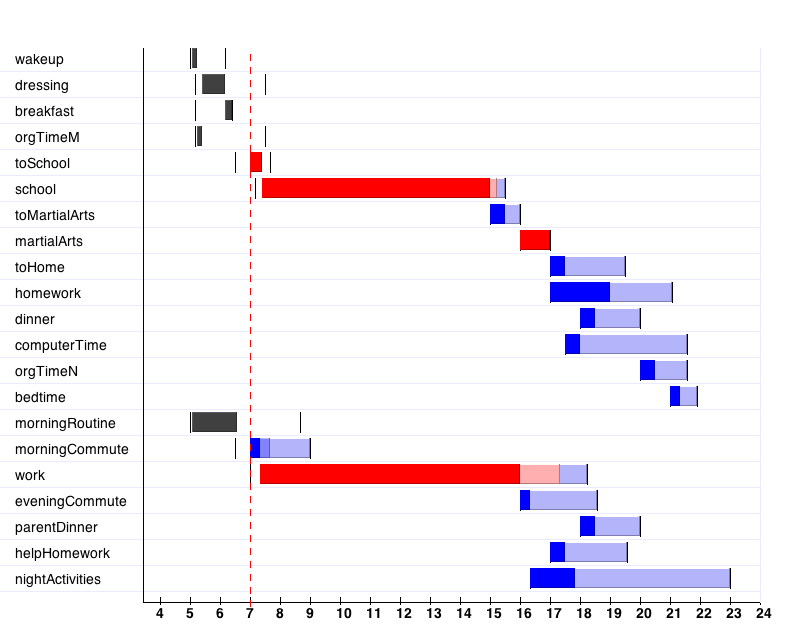 wakeup
dressing
breakfast
orgTimeM
toSchool
school
toMartialArts
martialArts
toHome
homework
dinner
computerTime
orgTimeN
bedtime
morningRoutine
morningCommute
work
eveningCommute
parentDinner
helpHomework
nightActivities
4 5 6 7 8 9 10 11 12 13 14 15 16 17 18 19 20 21 22 23 24